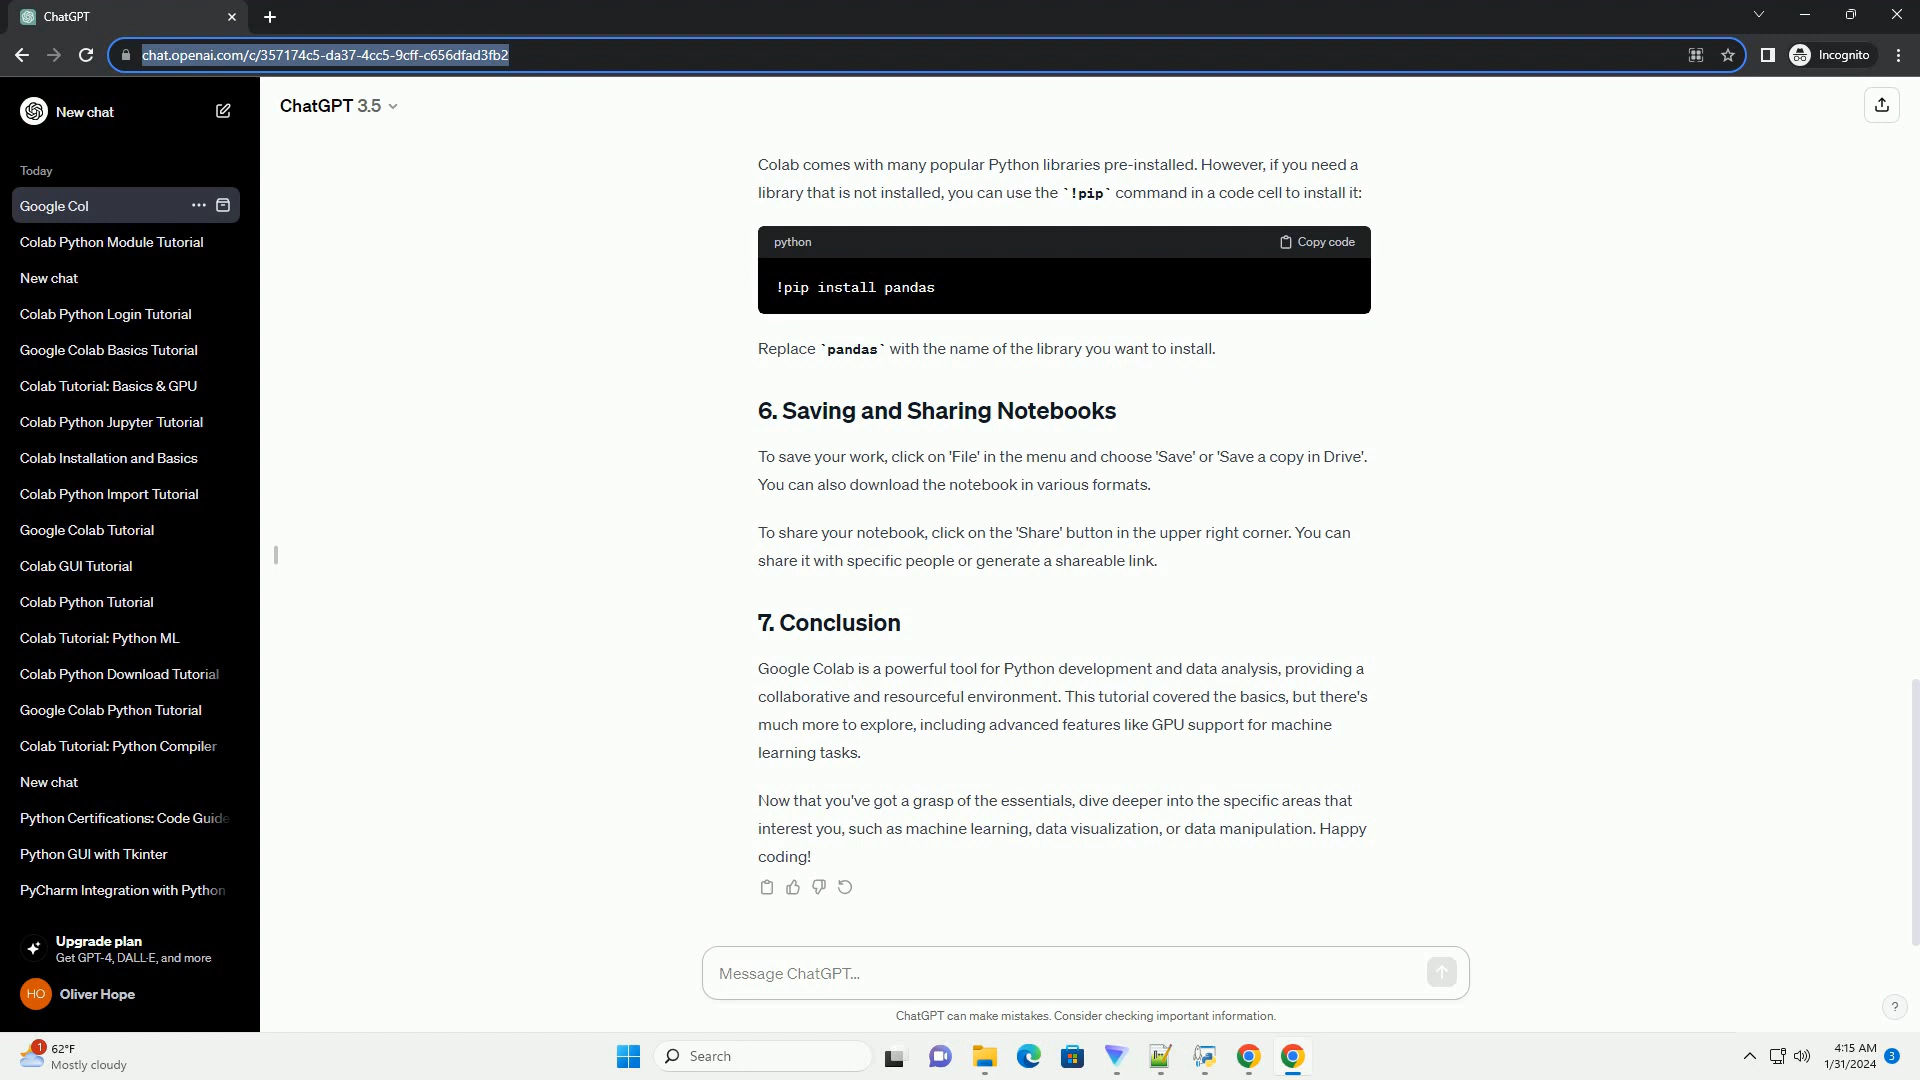 ChatGPT
chat.openai.com/c/357174c5-da37-4cc5-9cff-c656dfad3fb2
Incognito
New chat
Today
Google Col
Colab Python Module Tutorial
New chat
Colab Python Login Tutorial
Google Colab Basics Tutorial
Colab Tutorial: Basics & GPU
Colab Python Jupyter Tutorial
Colab Installation and Basics
Colab Python Import Tutorial
Google Colab Tutorial
Colab GUI Tutorial
Colab Python Tutorial
Colab Tutorial: Python ML
Colab Python Download Tutorial
Google Colab Python Tutorial
Colab Tutorial: Python Compiler
New chat
Python Certifications: Code Guide
Python GUI with Tkinter
PyCharm Integration with Python
Upgrade plan
Get GPT-4, DALL·E, and more
HO Oliver Hope
ChatGPT 3.5
Colab comes with many popular Python libraries pre-installed. However, if you need a
library that is not installed, you can use the `!pip` command in a code cell to install it:
python Copy code
!pip install pandas
Replace `pandas` with the name of the library you want to install.
6. Saving and Sharing Notebooks
To save your work, click on 'File' in the menu and choose 'Save' or 'Save a copy in Drive'.
You can also download the notebook in various formats.
To share your notebook, click on the 'Share' button in the upper right corner. You can
share it with specific people or generate a shareable link.
7. Conclusion
Google Colab is a powerful tool for Python development and data analysis, providing a
collaborative and resourceful environment. This tutorial covered the basics, but there's
much more to explore, including advanced features like GPU support for machine
learning tasks.
Now that you've got a grasp of the essentials, dive deeper into the specific areas that
interest you, such as machine learning, data visualization, or data manipulation. Happy
coding!
Message ChatGPT...
ChatGPT can make mistakes. Consider checking important information.
?
1 62°F
Mostly cloudy
Search
4:15 AM
1/31/2024
3